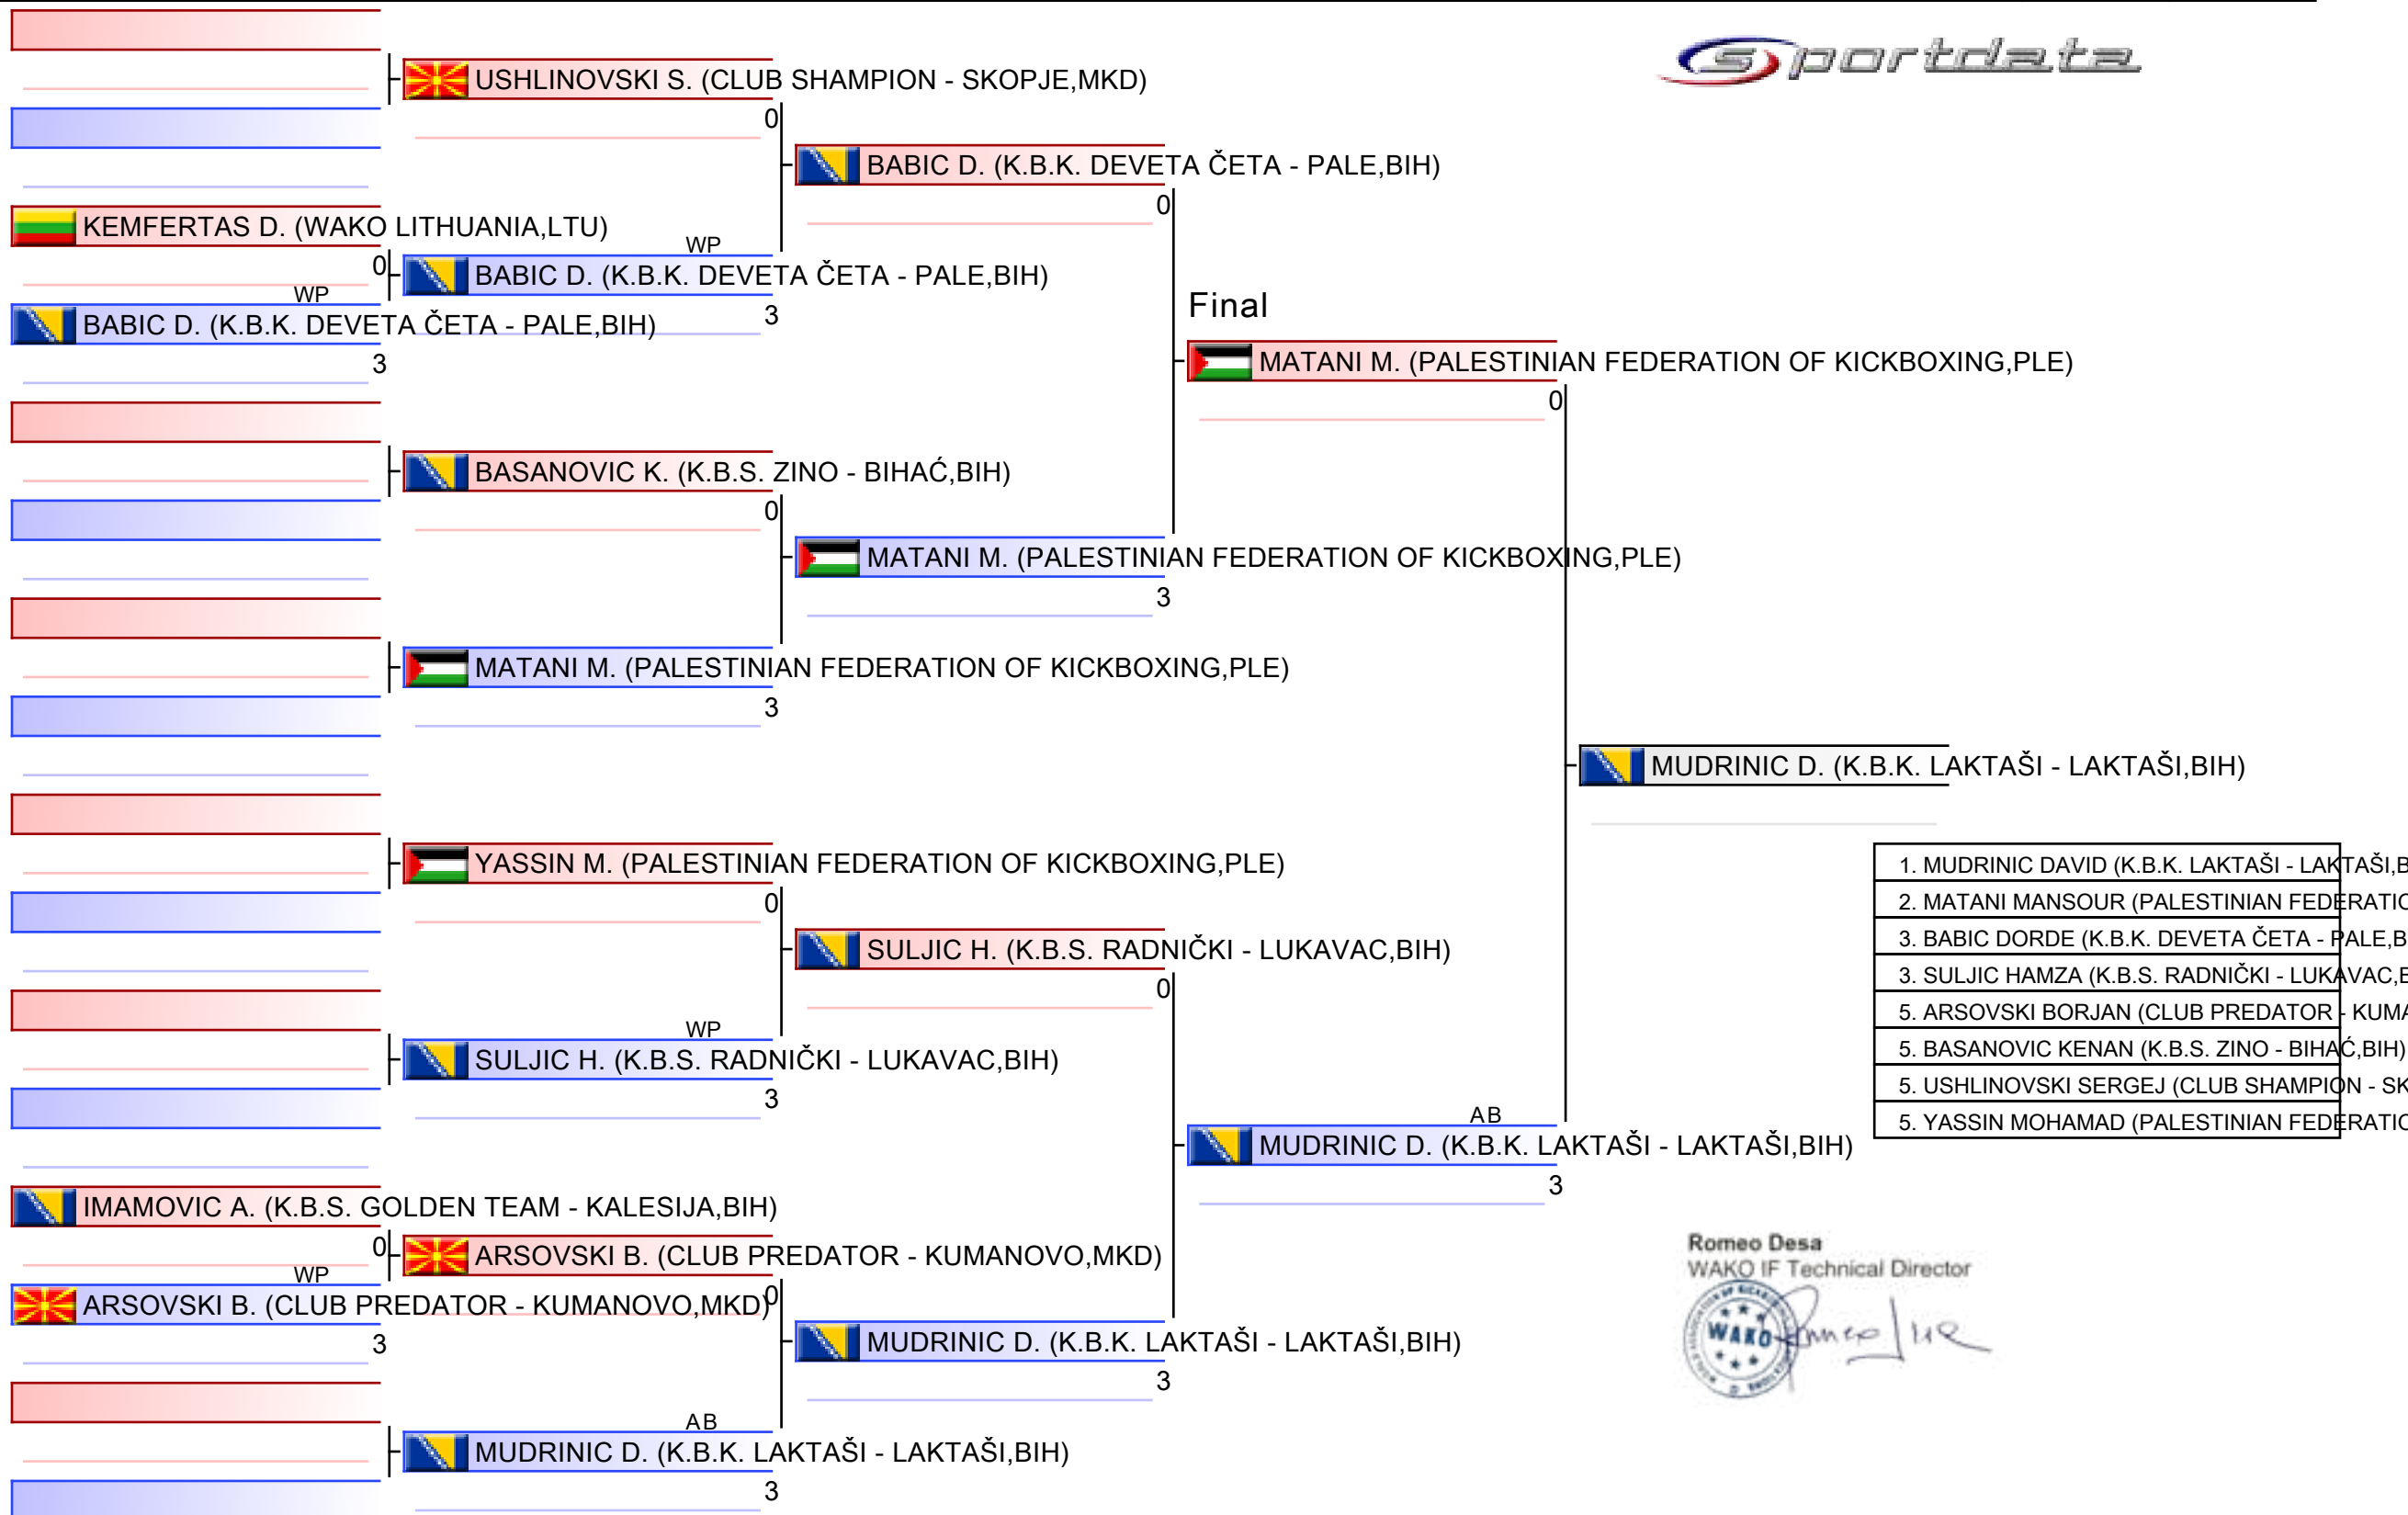 sportdata
USHLINOVSKI S. (CLUB SHAMPION - SKOPJE,MKD)
0
BABIC D. (K.B.K. DEVETA ČETA - PALE,BIH)
0
KEMFERTAS D. (WAKO LITHUANIA,LTU)
0
WP
BABIC D. (K.B.K. DEVETA ČETA - PALE,BIH)
3
WP
BABIC D. (K.B.K. DEVETA ČETA - PALE,BIH)
3
Final
MATANI M. (PALESTINIAN FEDERATION OF KICKBOXING,PLE)
0
BASANOVIC K. (K.B.S. ZINO - BIHAĆ,BIH)
0
MATANI M. (PALESTINIAN FEDERATION OF KICKBOXING,PLE)
3
MATANI M. (PALESTINIAN FEDERATION OF KICKBOXING,PLE)
3
MUDRINIC D. (K.B.K. LAKTAŠI - LAKTAŠI,BIH)
YASSIN M. (PALESTINIAN FEDERATION OF KICKBOXING,PLE)
0
SULJIC H. (K.B.S. RADNIČKI - LUKAVAC,BIH)
0
WP
SULJIC H. (K.B.S. RADNIČKI - LUKAVAC,BIH)
3
AB
MUDRINIC D. (K.B.K. LAKTAŠI - LAKTAŠI,BIH)
3
1. MUDRINIC DAVID (K.B.K. LAKTAŠI - LAKTAŠI,B
2. MATANI MANSOUR (PALESTINIAN FEDERATIO
3. BABIC DORDE (K.B.K. DEVETA ČETA - PALE,B
3. SULJIC HAMZA (K.B.S. RADNIČKI - LUKAVAC,B
5. ARSOVSKI BORJAN (CLUB PREDATOR - KUMA
5. BASANOVIC KENAN (K.B.S. ZINO - BIHAĆ,BIH)
5. USHLINOVSKI SERGEJ (CLUB SHAMPION - SK
5. YASSIN MOHAMAD (PALESTINIAN FEDERATIO
IMAMOVIC A. (K.B.S. GOLDEN TEAM - KALESIJA,BIH)
0
WP
ARSOVSKI B. (CLUB PREDATOR - KUMANOVO,MKD)
3
ARSOVSKI B. (CLUB PREDATOR - KUMANOVO,MKD)
0
MUDRINIC D. (K.B.K. LAKTAŠI - LAKTAŠI,BIH)
3
AB
MUDRINIC D. (K.B.K. LAKTAŠI - LAKTAŠI,BIH)
3
Romeo Desa
WAKO IF Technical Director
WAKO